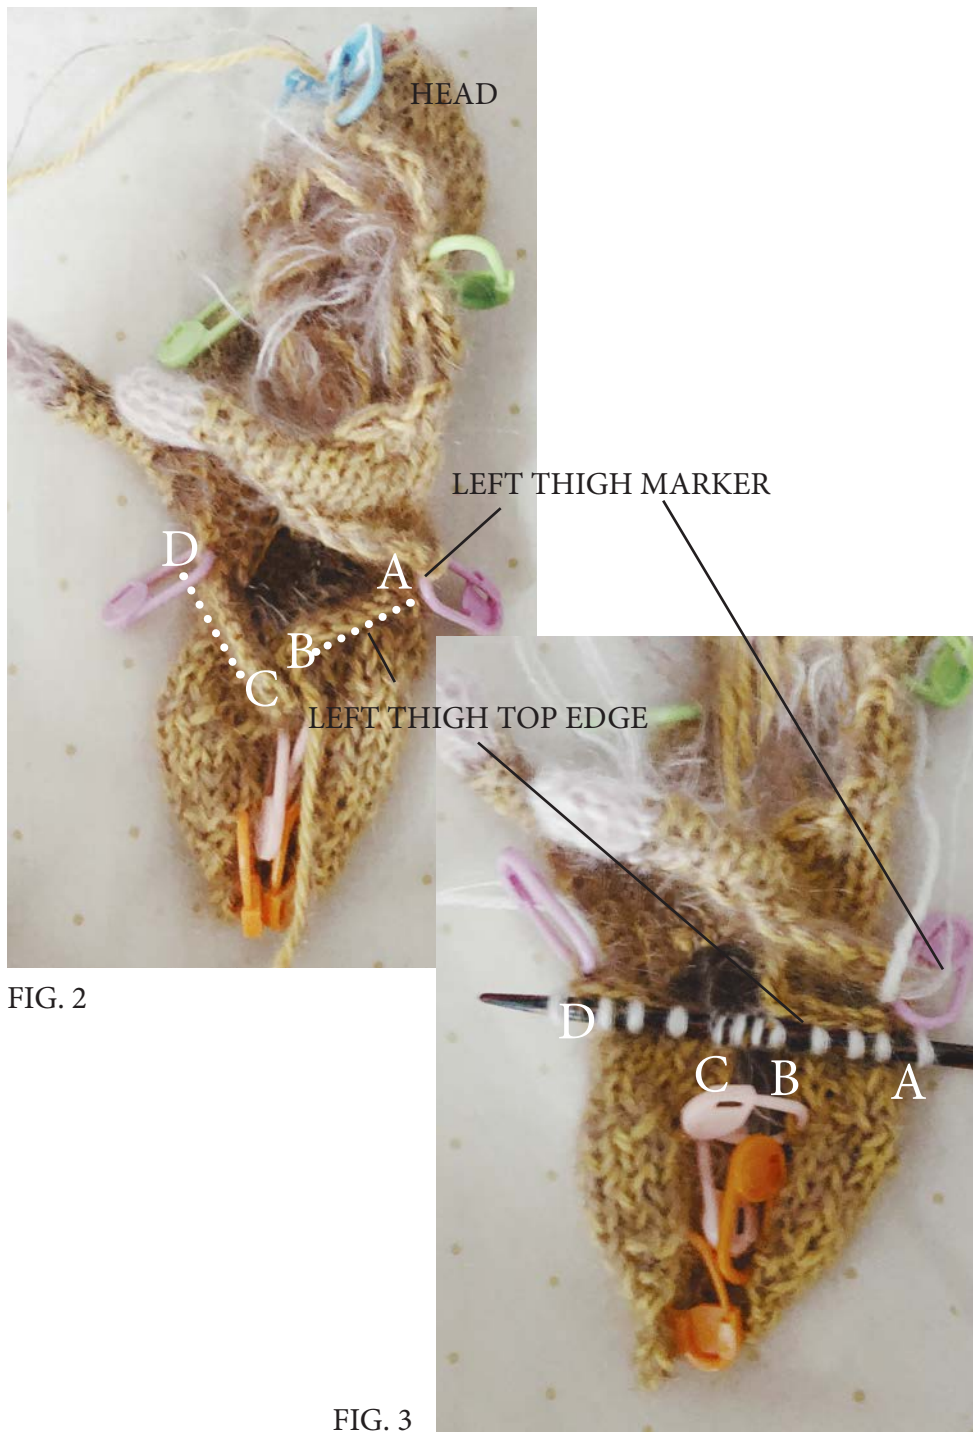 HEAD
LEFT THIGH MARKER
D
A
B
C
LEFT THIGH TOP EDGE
FIG. 2
D
C
B
A
FIG. 3